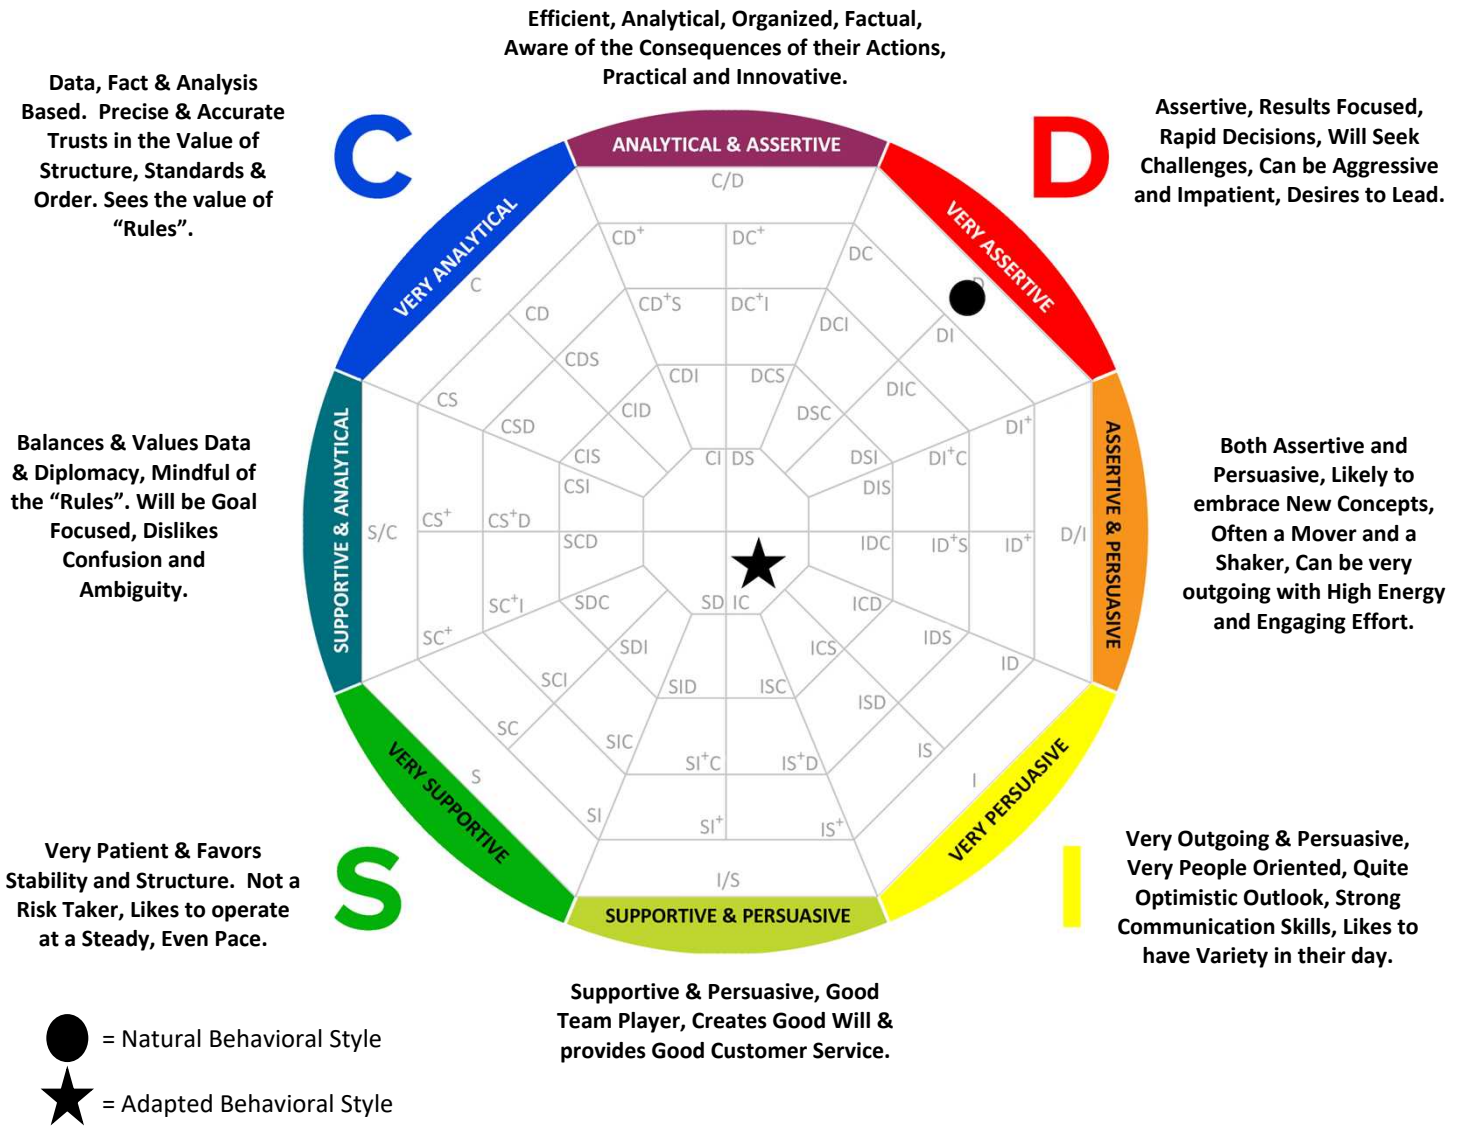 Efficient, Analytical, Organized, Factual,
Aware of the Consequences of their Actions,
Practical and Innovative.
Data, Fact & Analysis
Based.  Precise & Accurate
Trusts in the Value of
Structure, Standards &
Order. Sees the value of
“Rules”.
C
D
Assertive, Results Focused,
Rapid Decisions, Will Seek
Challenges, Can be Aggressive
and Impatient, Desires to Lead.
ANALYTICAL & ASSERTIVE
VERY ANALYTICAL
VERY ASSERTIVE
C/D
CD+
DC+
DC
D
C
CD
CD+S
DC+I
DCI
DI
CDS
CDI
DCS
DIC
CS
CID
DSC
DI+
CSD
CIS
CI
DS
DSI
DI+C
CSI
DIS
Balances & Values Data
& Diplomacy, Mindful of
the “Rules”. Will be Goal
Focused, Dislikes
Confusion and
Ambiguity.
SUPPORTIVE & ANALYTICAL
S/C
CS+
CS+D
SCD
IDC
ID+S
ID+
D/I
ASSERTIVE & PERSUASIVE
Both Assertive and
Persuasive, Likely to
embrace New Concepts,
Often a Mover and a
Shaker, Can be very
outgoing with High Energy
and Engaging Effort.
SC+I
SDC
SD
IC
ICD
SC+
SDI
ICS
IDS
ID
SCI
SID
ISC
ISD
SC
SIC
SI+C
IS+D
IS
S
I
SI
SI+
IS+
I/S
VERY SUPPORTIVE
VERY PERSUASIVE
SUPPORTIVE & PERSUASIVE
Very Patient & Favors
Stability and Structure.  Not a
Risk Taker, Likes to operate
at a Steady, Even Pace.
S
I
Very Outgoing & Persuasive,
Very People Oriented, Quite
Optimistic Outlook, Strong
Communication Skills, Likes to
have Variety in their day.
Supportive & Persuasive, Good
Team Player, Creates Good Will &
provides Good Customer Service.
= Natural Behavioral Style
= Adapted Behavioral Style